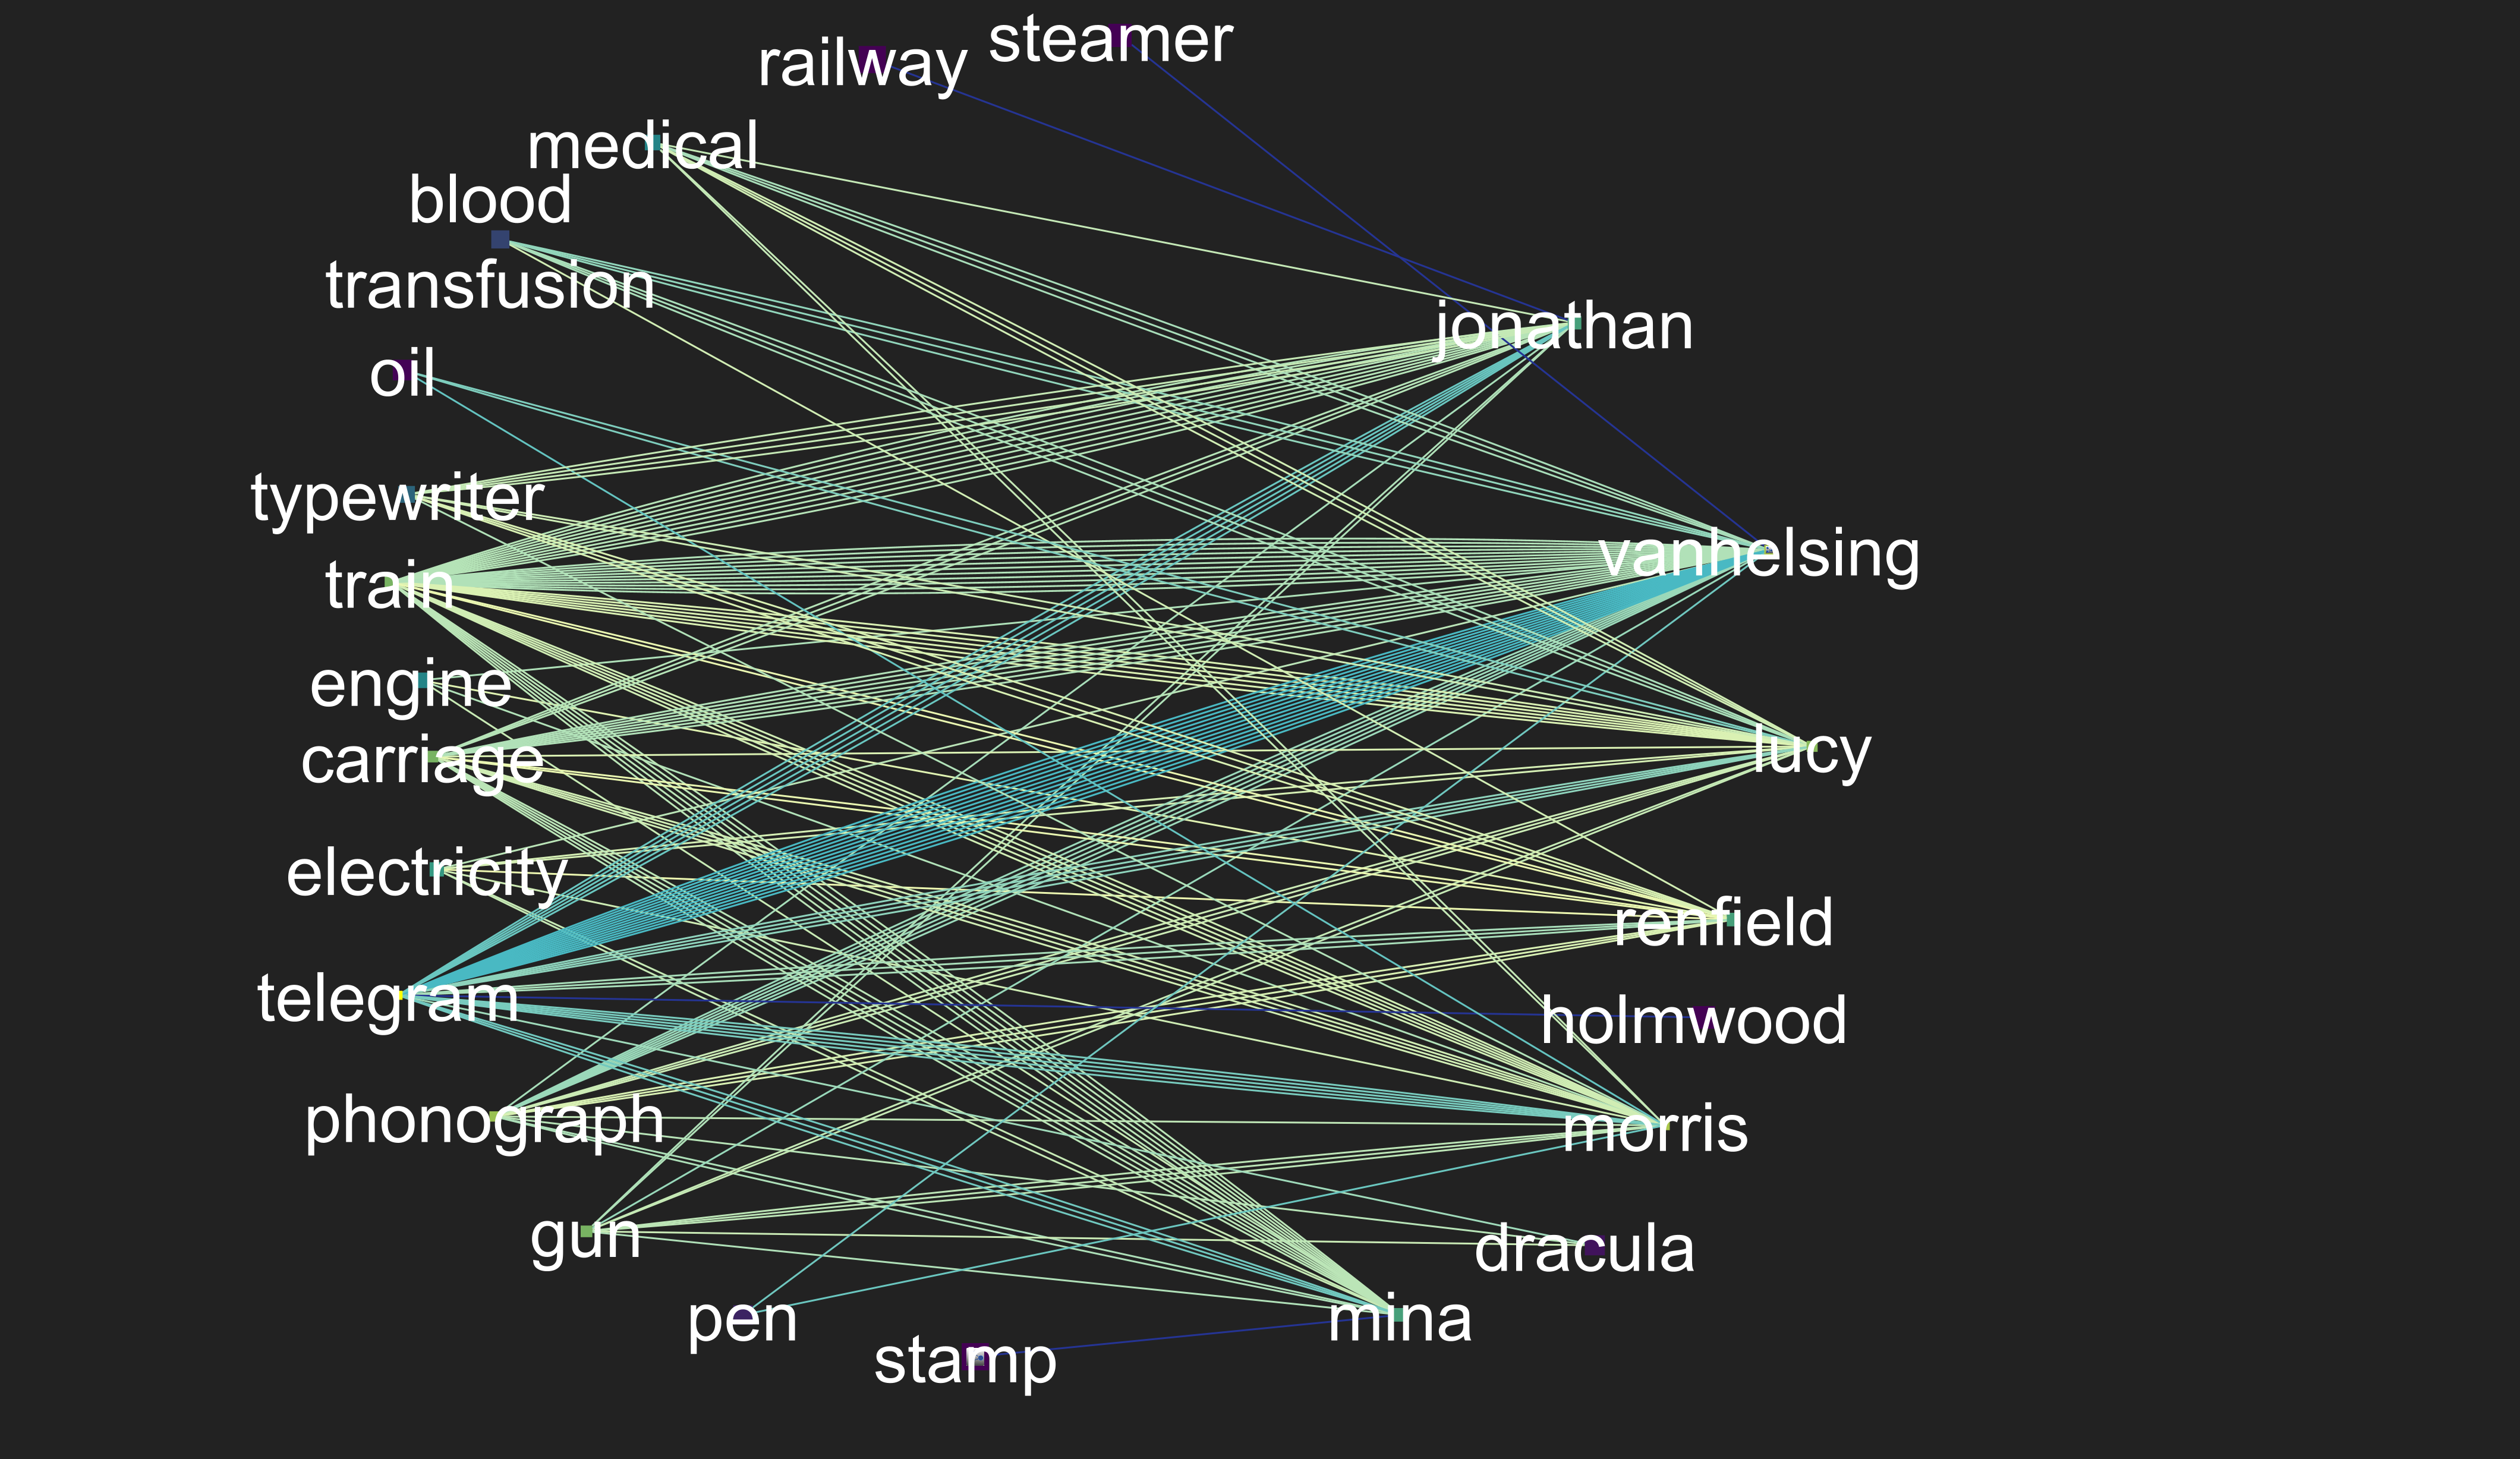 steamer
railway
medical
blood
transfusion
jonathan
oil
typewriter
vanhelsing
train
engine
carriage
lucy
electricity
renfield
telegram
holmwood
phonograph
morris
gun
dracula
pen
mina
stamp